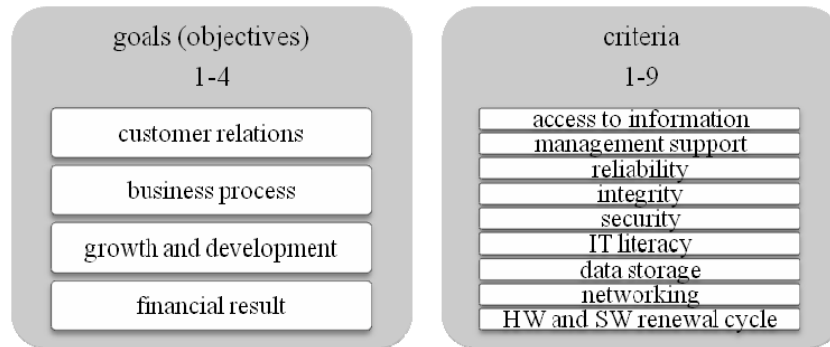 goals (objectives)
1-4
customer relations
business process
growth and development
financial result
criteria
1-9
access to information
management support
reliability
integrity
security
IT literacy
data storage
networking
HW and SW renewal cycle